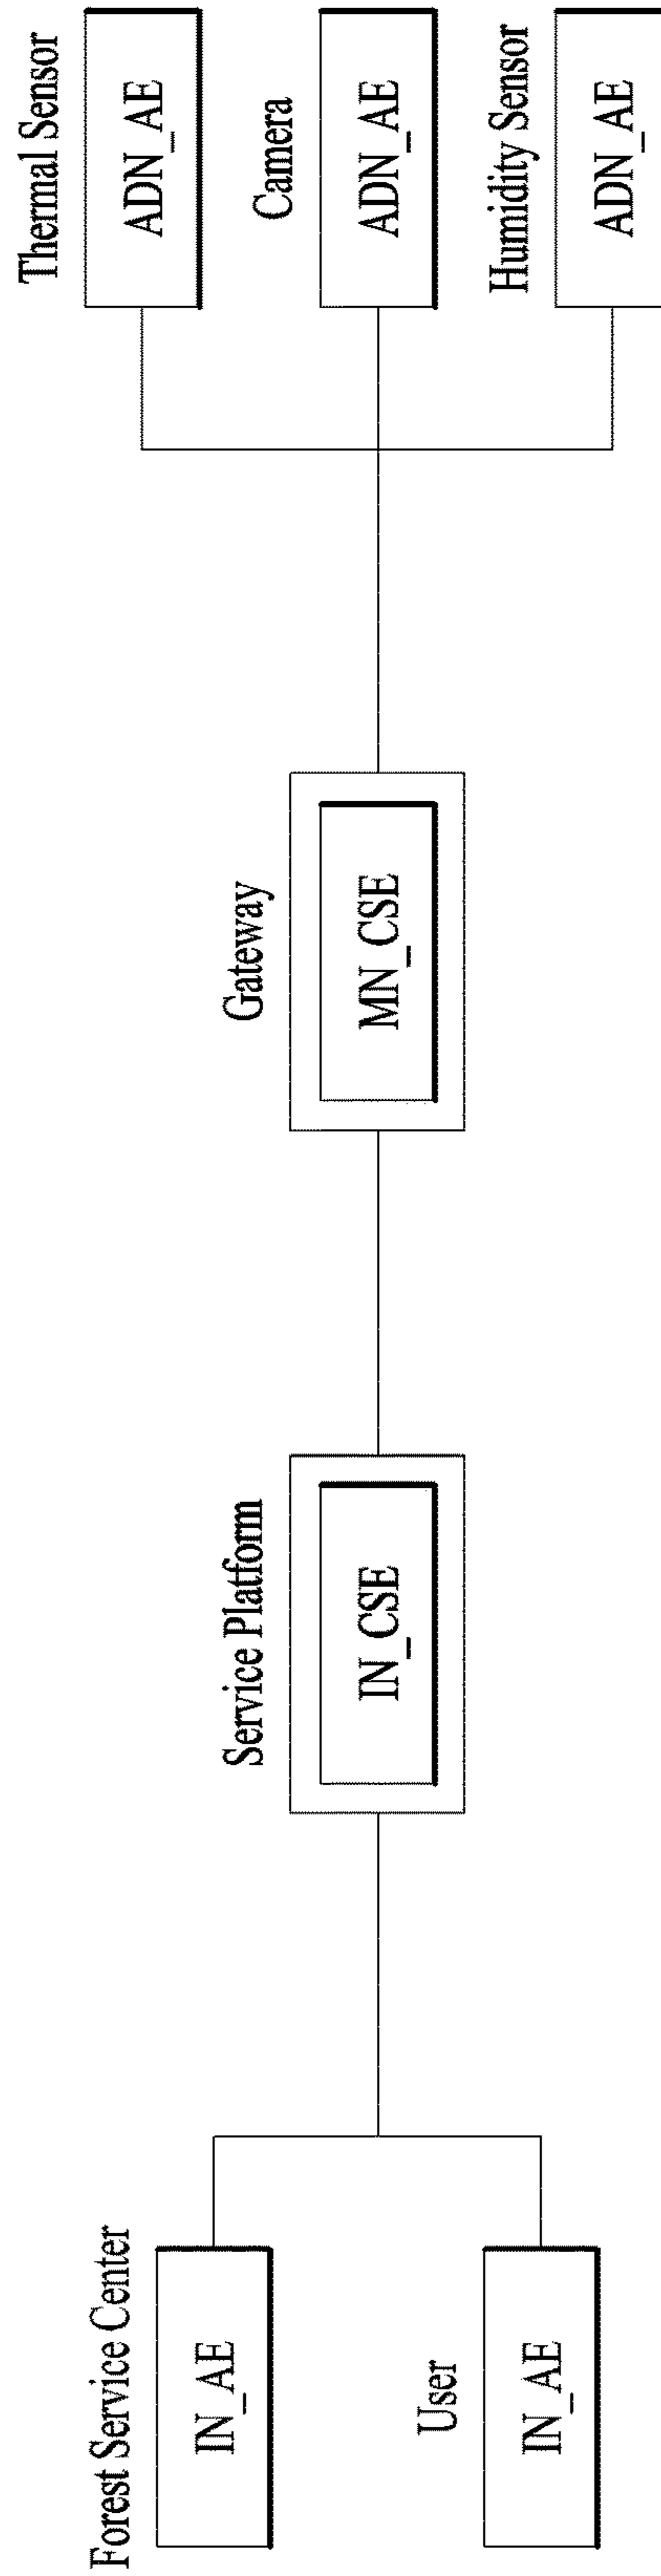 Forest Service Center
IN_AE
User
IN_AE
Service Platform
IN_CSE
Gateway
MN_CSE
Thermal Sensor
ADN_AE
Camera
ADN_AE
Humidity Sensor
ADN_AE